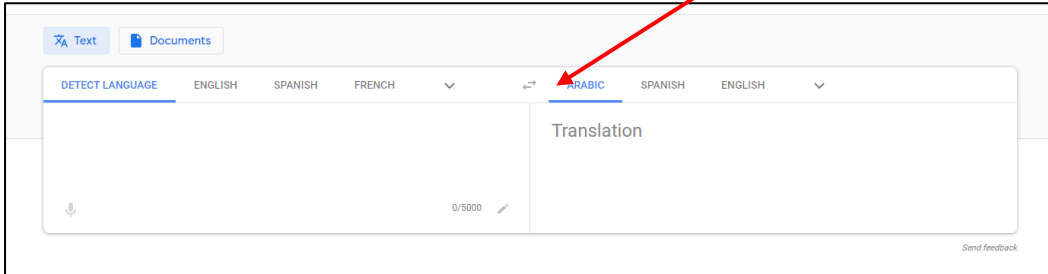 Text Documents
DETECT LANGUAGE ENGLISH SPANISH FRENCH ARABIC SPANISH ENGLISH
Translation
0/5000
Send feedback